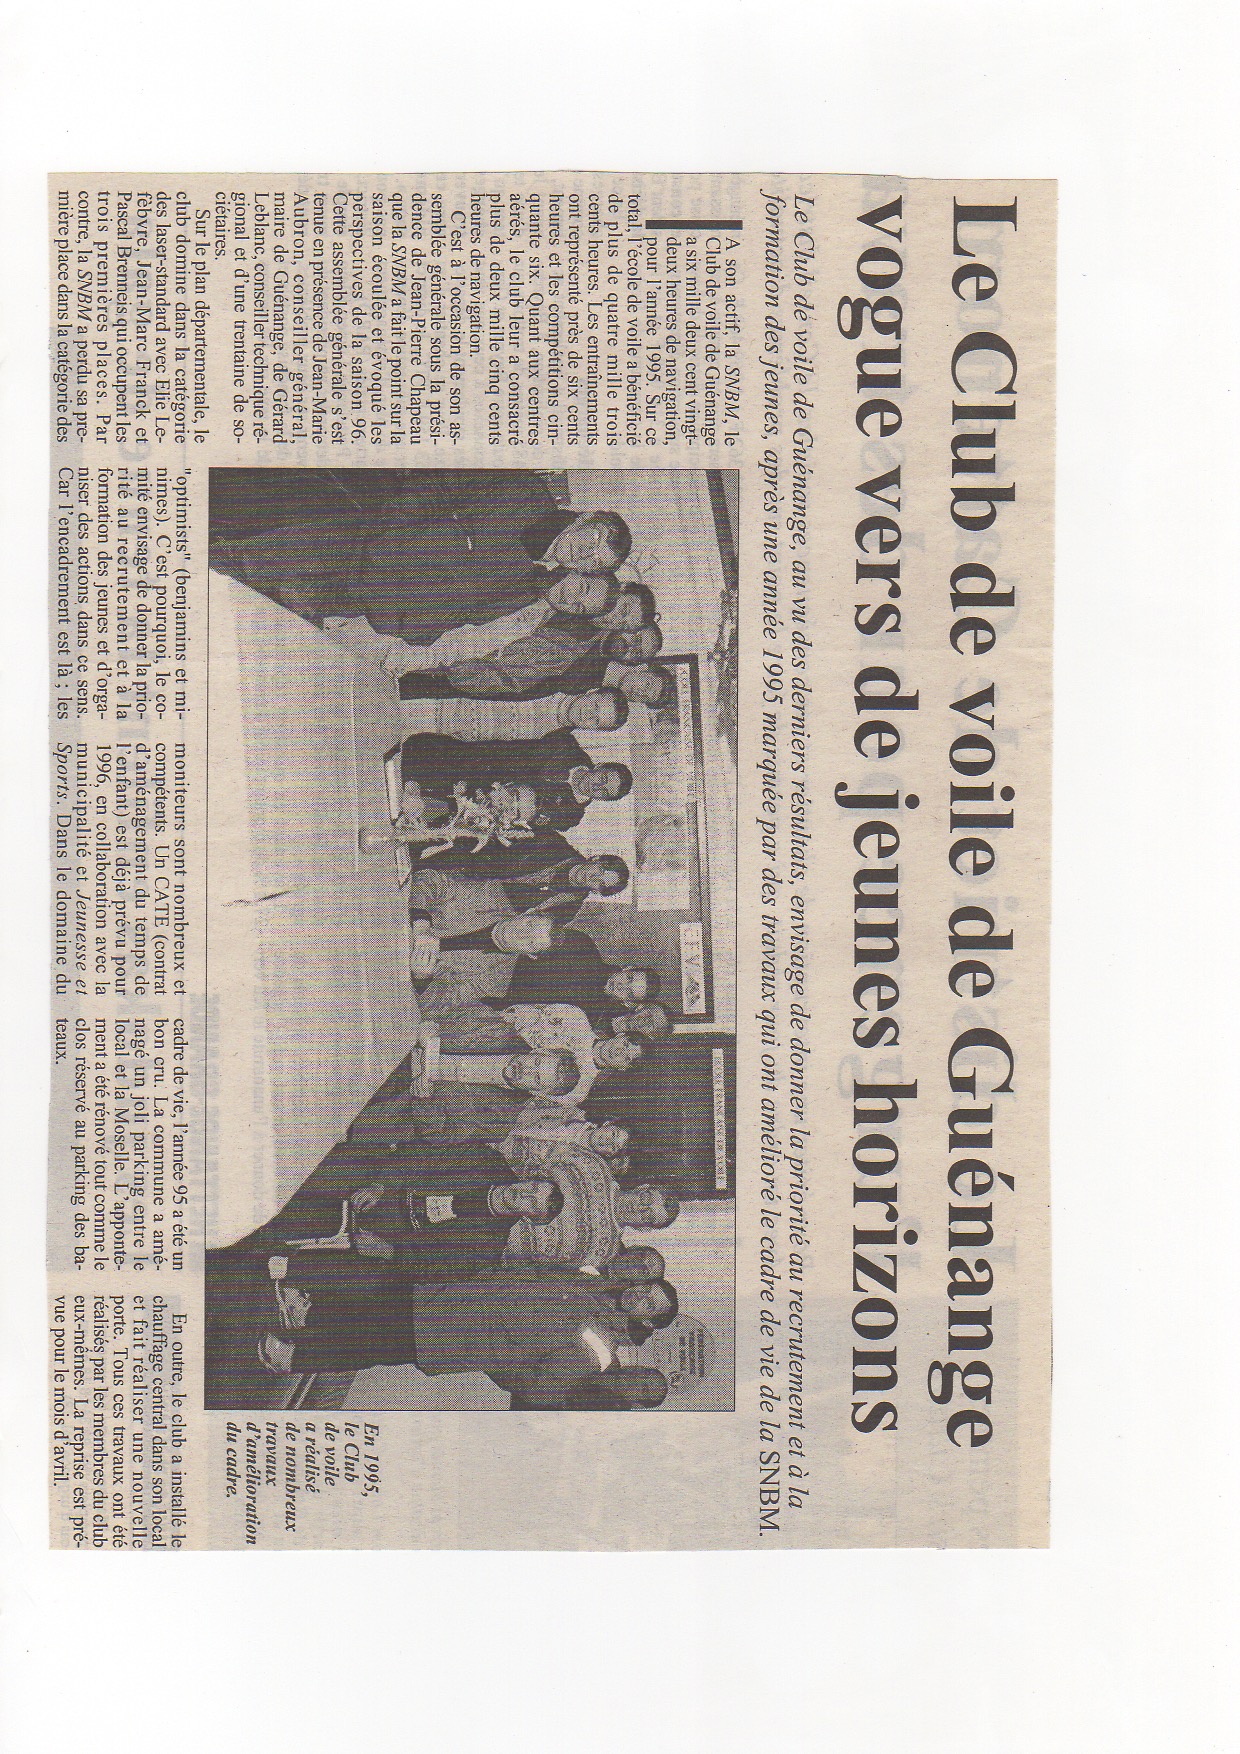 Le Club de voile de Guénange
vogue vers de jeunes horizons
Le Club de voile de Guénange, au vu des derniers résultats, envisage de donner la priorité au recrutement et à la
formation des jeunes, après une année 1995 marquée par des travaux qui ont amélioré le cadre de vie de la SNBM.
A son actif, la SNBM, le
Club de voile de Guénange
a six mille deux cent vingt-
deux heures de navigation,
pour l'année 1995. Sur ce
total, l'école de voile a bénéficié
de plus de quatre mille trois
cents heures. Les entraînements
ont représenté près de six cents
heures et les compétitions cin-
quante six. Quant aux centres
aérés, le club leur a consacré
plus de deux mille cinq cents
heures de navigation.
C'est à l'occasion de son as-
semblée générale sous la prési-
dence de Jean-Pierre Chapeau
que la SNBM a fait le point sur la
saison écoulée et évoqué les
perspectives de la saison 96.
Cette assemblée générale s'est
tenue en présence de Jean-Marie
Aubron, conseiller général,
maire de Guénange, de Gérard
Leblanc, conseiller technique ré-
gional et d'une trentaine de so-
ciétaires.
Sur le plan départementale, le
club domine dans la catégorie
des laser-standard avec Elie Le-
fèbvre, Jean-Marc Franck et
Pascal Brenneis qui occupent les
trois premières places. Par
contre, la SNBM a perdu sa pre-
mière place dans la catégorie des
"optimists" (benjamins et mi-
nimes). C'est pourquoi, le co-
mité envisage de donner la prio-
rité au recrutement et à la
formation des jeunes et d'orga-
niser des actions dans ce sens.
Car l'encadrement est là ; les
moniteurs sont nombreux et
compétents. Un CATE (contrat
d'aménagement du temps de
l'enfant) est déjà prévu pour
1996, en collaboration avec la
municipalité et Jeunesse et
Sports. Dans le domaine du
cadre de vie, l'année 95 a été un
bon cru. La commune a amé-
nagé un joli parking entre le
local et la Moselle. L'apponte-
ment a été rénové tout comme le
clos réservé au parking des ba-
teaux.
En outre, le club a installé le
chauffage central dans son local
et fait réaliser une nouvelle
porte. Tous ces travaux ont été
réalisés par les membres du club
eux-mêmes. La reprise est pré-
vue pour le mois d'avril.
En 1995,
le Club
de voile
a réalisé
de nombreux
travaux
d'amélioration
du cadre.